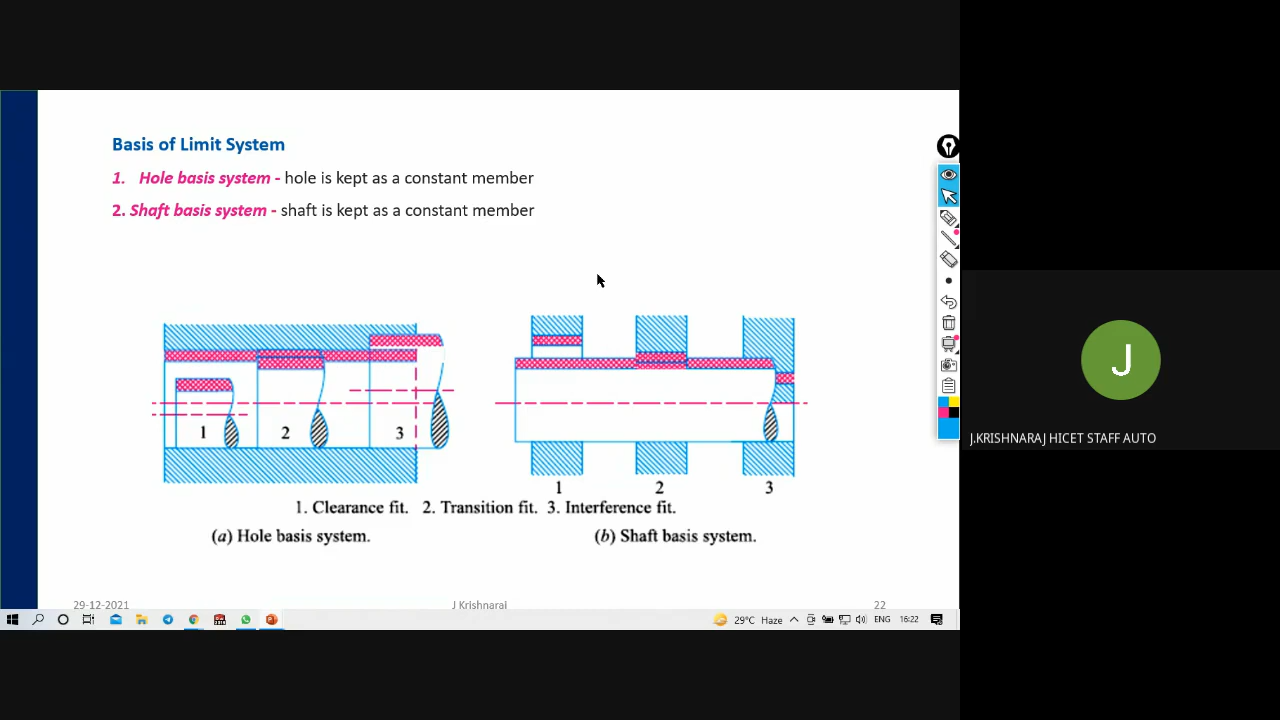 Basis of Limit System
1. Hole basis system - hole is kept as a constant member
2. Shaft basis system - shaft is kept as a constant member
1 2 3
1 2 3
1. Clearance fit. 2. Transition fit. 3. Interference fit.
(a) Hole basis system. (b) Shaft basis system.
29-12-2021 J Krishnaraj 22
29°C Haze ENG 16:22
J
J.KRISHNARAJ HICET STAFF AUTO